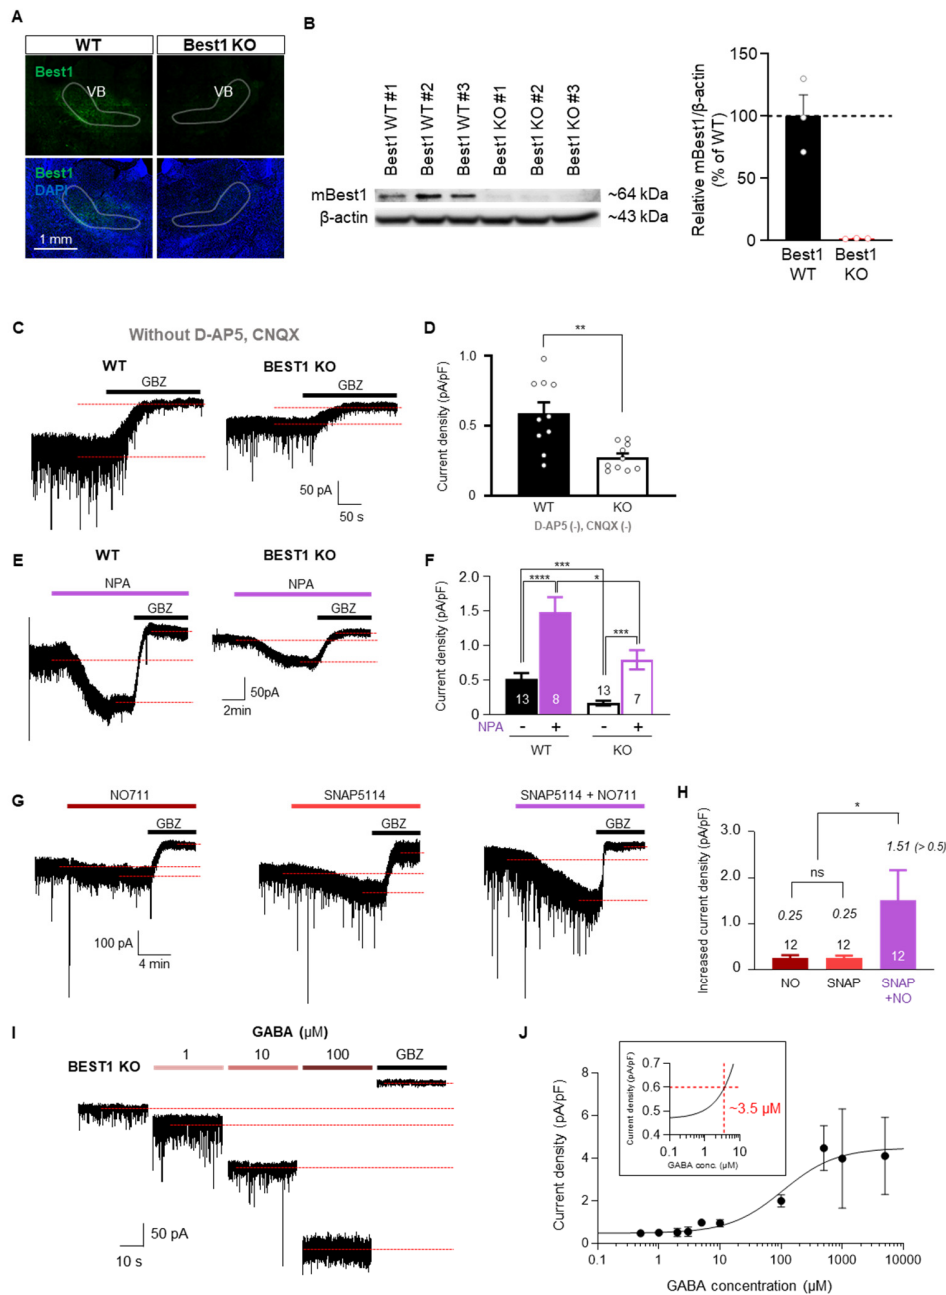 A
WT
Best1 KO
Best1
VB
VB
Best1
DAPI
1 mm
B
Best1 WT #1
Best1 WT #2
Best1 WT #3
Best1 KO #1
Best1 KO #2
Best1 KO #3
mBest1
~64 kDa
β-actin
~43 kDa
Relative mBest1/β-actin
(% of WT)
150
100
50
0
Best1
WT
Best1
KO
C
Without D-AP5, CNQX
WT
BEST1 KO
GBZ
GBZ
50 pA
50 s
D
**
Current density (pA/pF)
1.0
0.5
0
WT
KO
D-AP5 (-), CNQX (-)
E
WT
BEST1 KO
NPA
NPA
GBZ
GBZ
50pA
2min
F
***
****
*
***
Current density (pA/pF)
2.0
1.5
1.0
0.5
0
13
8
13
7
NPA
-
+
-
+
WT
KO
G
NO711
SNAP5114
SNAP5114 + NO711
GBZ
GBZ
GBZ
100 pA
4 min
H
*
Increased current density (pA/pF)
3.0
2.0
1.0
0
1.51 (> 0.5)
ns
0.25
0.25
12
12
12
NO
SNAP
SNAP
+NO
I
GABA (μM)
BEST1 KO
1
10
100
GBZ
50 pA
10 s
J
Current density (pA/pF)
8
6
4
2
0
0.1
1
10
100
1000
10000
GABA concentration (μM)
Current density (pA/pF)
0.7
0.6
0.5
0.4
~3.5 μM
0.1
1
10
GABA conc. (μM)